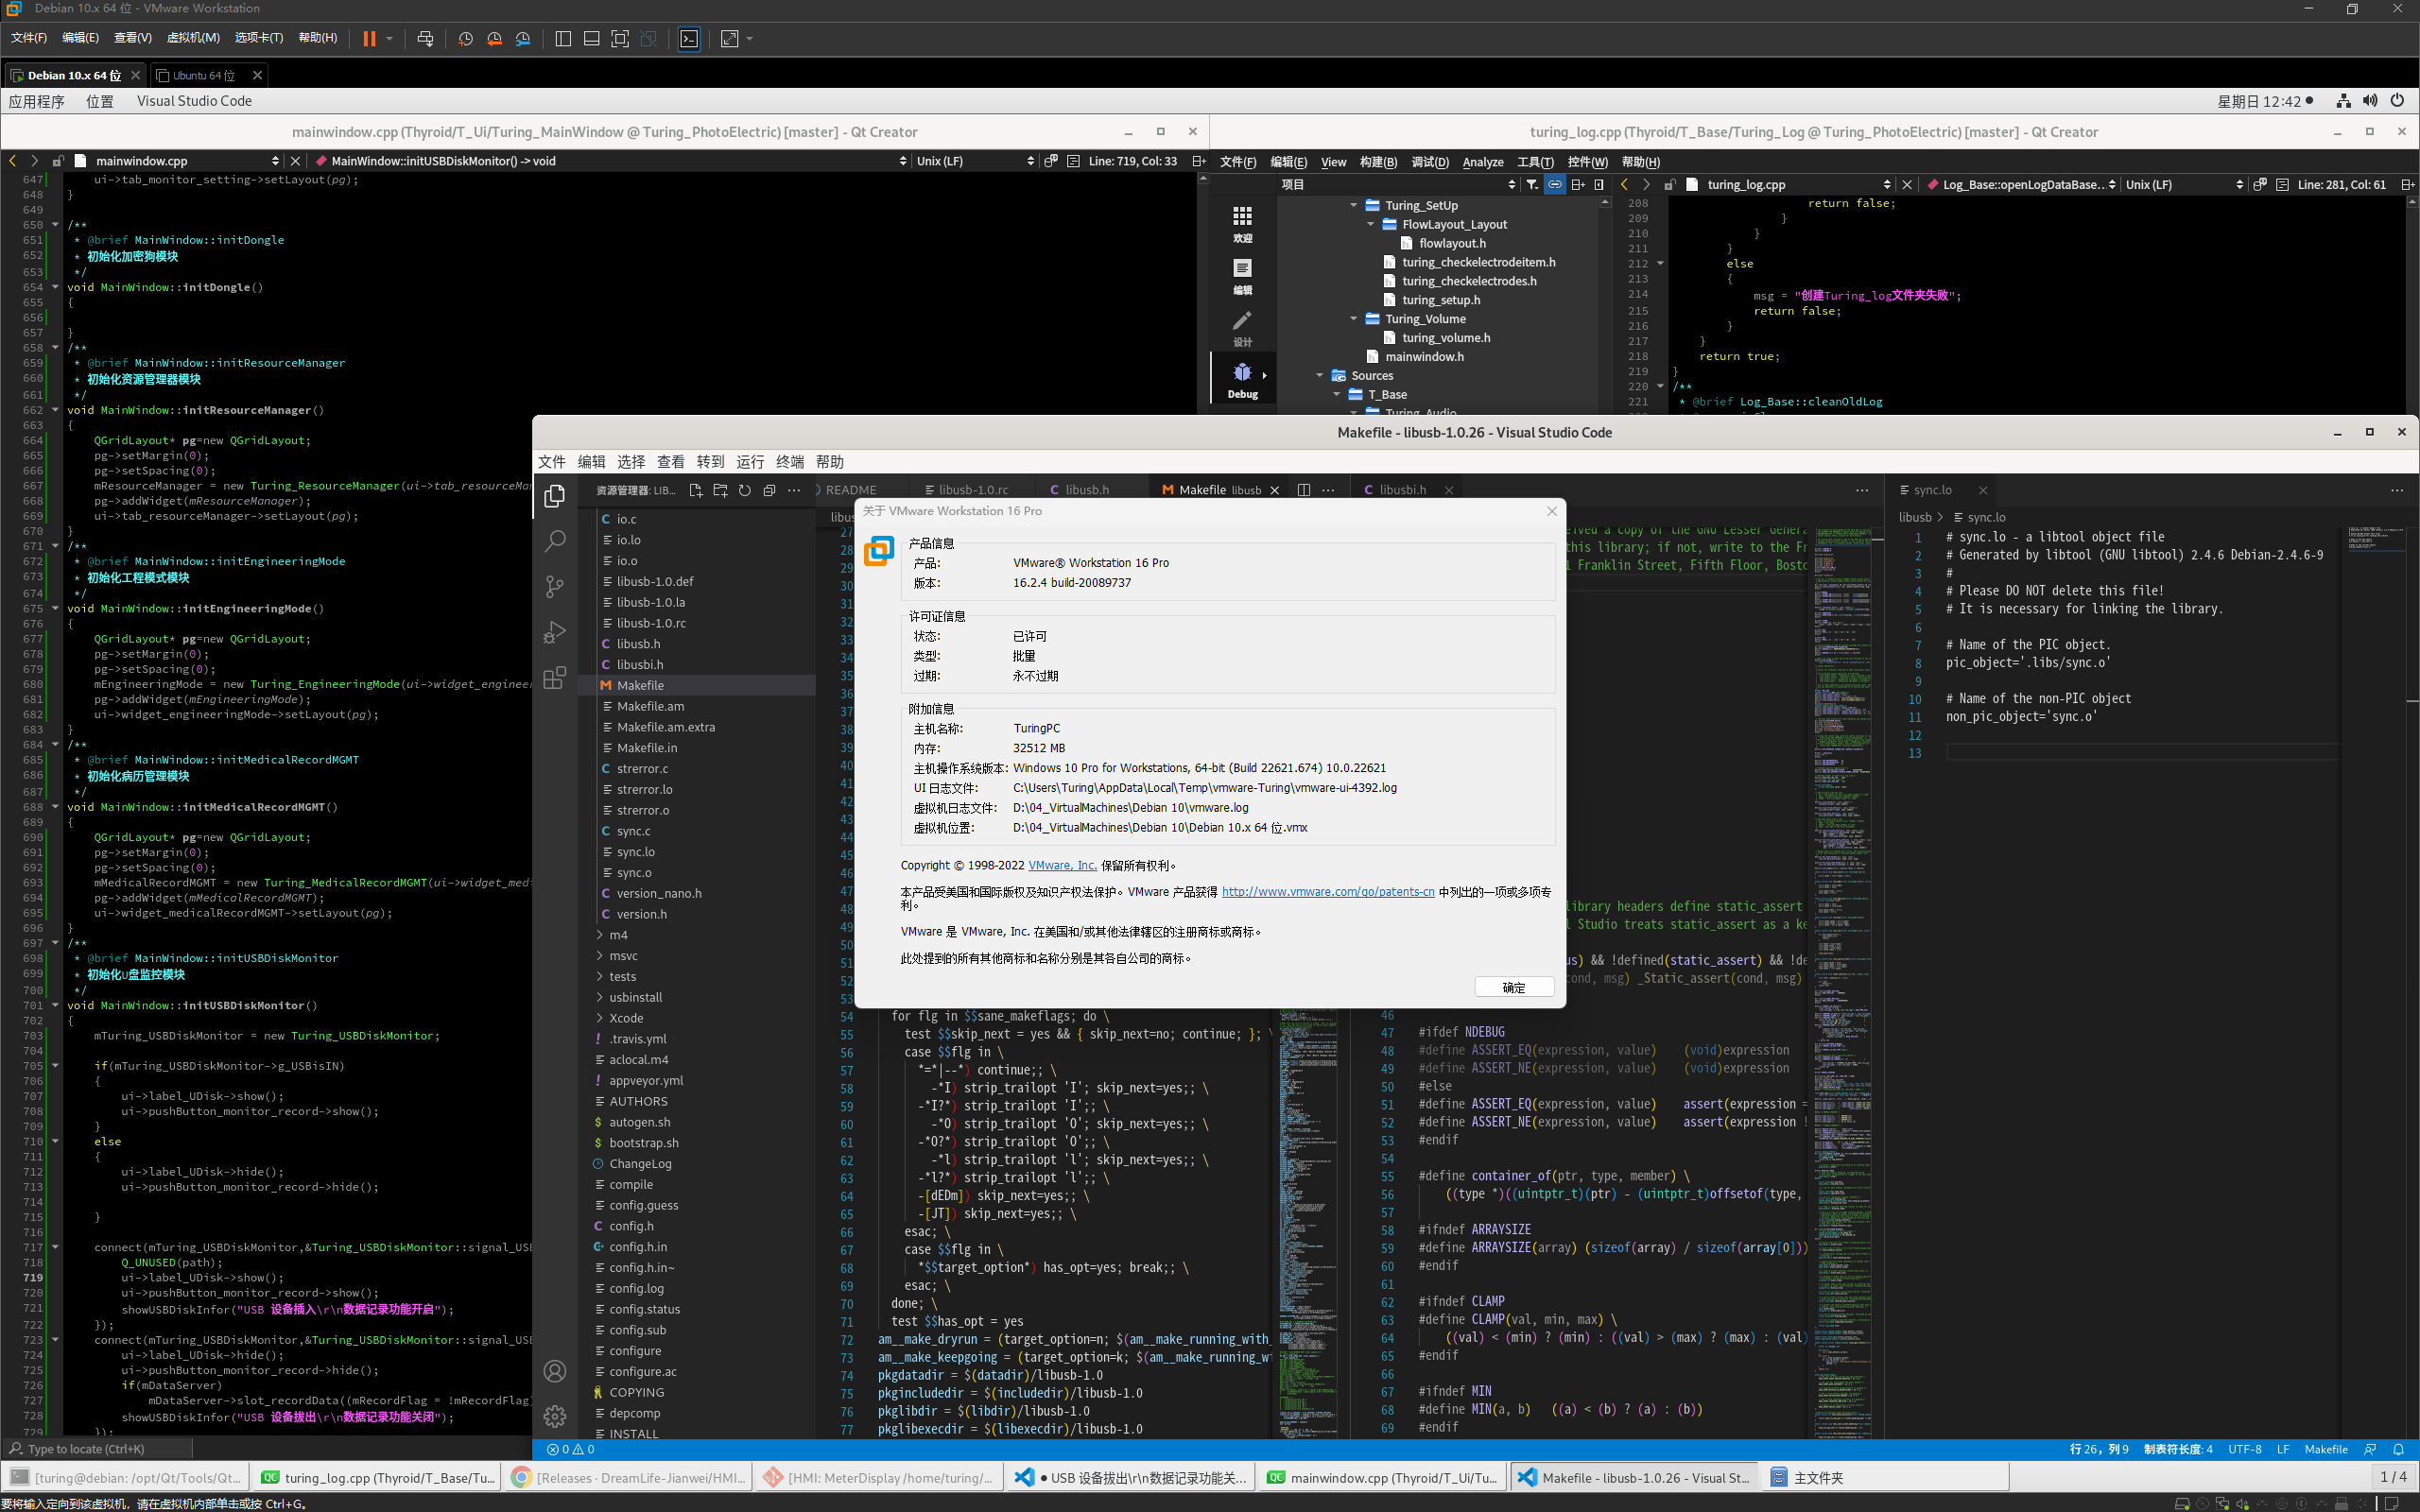 Debian 10.x 64 位 - VMware Workstation
文件(F) 编辑(E) 查看(V) 虚拟机(M) 选项卡(T) 帮助(H)
Debian 10.x 64 位 Ubuntu 64 位
应用程序 位置 Visual Studio Code 星期日 12:42
mainwindow.cpp (Thyroid/T_Ui/Turing_MainWindow @ Turing_PhotoElectric) [master] - Qt Creator
mainwindow.cpp MainWindow::initUSBDiskMonitor() -> void Unix (LF) Line: 719, Col: 33
647 ui->tab_monitor_setting->setLayout(pg);
648 }
649
650 /**
651 * @brief MainWindow::initDongle
652 * 初始化加密狗模块
653 */
654 void MainWindow::initDongle()
655 {
656
657 }
658 /**
659 * @brief MainWindow::initResourceManager
660 * 初始化资源管理器模块
661 */
662 void MainWindow::initResourceManager()
663 {
664 QGridLayout* pg=new QGridLayout;
665 pg->setMargin(0);
666 pg->setSpacing(0);
667 mResourceManager = new Turing_ResourceManager(ui->tab_resourceMan
668 pg->addWidget(mResourceManager);
669 ui->tab_resourceManager->setLayout(pg);
670 }
671 /**
672 * @brief MainWindow::initEngineeringMode
673 * 初始化工程模式模块
674 */
675 void MainWindow::initEngineeringMode()
676 {
677 QGridLayout* pg=new QGridLayout;
678 pg->setMargin(0);
679 pg->setSpacing(0);
680 mEngineeringMode = new Turing_EngineeringMode(ui->widget_engineer
681 pg->addWidget(mEngineeringMode);
682 ui->widget_engineeringMode->setLayout(pg);
683 }
684 /**
685 * @brief MainWindow::initMedicalRecordMGMT
686 * 初始化病历管理模块
687 */
688 void MainWindow::initMedicalRecordMGMT()
689 {
690 QGridLayout* pg=new QGridLayout;
691 pg->setMargin(0);
692 pg->setSpacing(0);
693 mMedicalRecordMGMT = new Turing_MedicalRecordMGMT(ui->widget_medi
694 pg->addWidget(mMedicalRecordMGMT);
695 ui->widget_medicalRecordMGMT->setLayout(pg);
696 }
697 /**
698 * @brief MainWindow::initUSBDiskMonitor
699 * 初始化U盘监控模块
700 */
701 void MainWindow::initUSBDiskMonitor()
702 {
703 mTuring_USBDiskMonitor = new Turing_USBDiskMonitor;
704
705 if(mTuring_USBDiskMonitor->g_USBisIN)
706 {
707 ui->label_UDisk->show();
708 ui->pushButton_monitor_record->show();
709 }
710 else
711 {
712 ui->label_UDisk->hide();
713 ui->pushButton_monitor_record->hide();
714
715 }
716
717 connect(mTuring_USBDiskMonitor,&Turing_USBDiskMonitor::signal_USB
718 Q_UNUSED(path);
719 ui->label_UDisk->show();
720 ui->pushButton_monitor_record->show();
721 showUSBDiskInfor("USB 设备插入\r\n数据记录功能开启");
722 });
723 connect(mTuring_USBDiskMonitor,&Turing_USBDiskMonitor::signal_USB
724 ui->label_UDisk->hide();
725 ui->pushButton_monitor_record->hide();
726 if(mDataServer)
727 mDataServer->slot_recordData((mRecordFlag = !mRecordFlag)
728 showUSBDiskInfor("USB 设备拔出\r\n数据记录功能关闭");
729 });
Type to locate (Ctrl+K)
turing_log.cpp (Thyroid/T_Base/Turing_Log @ Turing_PhotoElectric) [master] - Qt Creator
文件(F) 编辑(E) View 构建(B) 调试(D) Analyze 工具(T) 控件(W) 帮助(H)
项目 turing_log.cpp Log_Base::openLogDataBase... Unix (LF) Line: 281, Col: 61
欢迎
编辑
设计
Debug
Turing_SetUp
FlowLayout_Layout
flowlayout.h
turing_checkelectrodeitem.h
turing_checkelectrodes.h
turing_setup.h
Turing_Volume
turing_volume.h
mainwindow.h
Sources
T_Base
Turing_Audio
208 return false;
209 }
210 }
211 }
212 else
213 {
214 msg = "创建Turing_log文件夹失败";
215 return false;
216 }
217 }
218 return true;
219 }
220 /**
221 * @brief Log_Base::cleanOldLog
Makefile - libusb-1.0.26 - Visual Studio Code
文件 编辑 选择 查看 转到 运行 终端 帮助
资源管理器: LIB...
io.c
io.lo
io.o
libusb-1.0.def
libusb-1.0.la
libusb-1.0.rc
libusb.h
libusbi.h
Makefile
Makefile.am
Makefile.am.extra
Makefile.in
strerror.c
strerror.lo
strerror.o
sync.c
sync.lo
sync.o
version_nano.h
version.h
m4
msvc
tests
usbinstall
Xcode
.travis.yml
aclocal.m4
appveyor.yml
AUTHORS
autogen.sh
bootstrap.sh
ChangeLog
compile
config.guess
config.h
config.h.in
config.h.in~
config.log
config.status
config.sub
configure
configure.ac
COPYING
depcomp
INSTALL
README libusb-1.0.rc libusb.h Makefile libusb libusbi.h sync.lo
libus
27
28
29
30
31
32
33
34
35
36
37
38
39
40
41
42
43
44
45
46
47
48
49
50
51
52
53
54 for flg in $$sane_makeflags; do \
55 test $$skip_next = yes && { skip_next=no; continue; }; \
56 case $$flg in \
57 *=*|--*) continue;; \
58 -*I) strip_trailopt 'I'; skip_next=yes;; \
59 -*I?*) strip_trailopt 'I';; \
60 -*O) strip_trailopt 'O'; skip_next=yes;; \
61 -*O?*) strip_trailopt 'O';; \
62 -*l) strip_trailopt 'l'; skip_next=yes;; \
63 -*l?*) strip_trailopt 'l';; \
64 -[dEDm]) skip_next=yes;; \
65 -[JT]) skip_next=yes;; \
66 esac; \
67 case $$flg in \
68 *$$target_option*) has_opt=yes; break;; \
69 esac; \
70 done; \
71 test $$has_opt = yes
72 am__make_dryrun = (target_option=n; $(am__make_running_with_
73 am__make_keepgoing = (target_option=k; $(am__make_running_wi
74 pkgdatadir = $(datadir)/libusb-1.0
75 pkgincludedir = $(includedir)/libusb-1.0
76 pkglibdir = $(libdir)/libusb-1.0
77 pkglibexecdir = $(libexecdir)/libusb-1.0
eived a copy of the GNU Lesser Genera
this library; if not, write to the Fr
1 Franklin Street, Fifth Floor, Bosto
library headers define static_assert
l Studio treats static_assert as a ke
us) && !defined(static_assert) && !de
cond, msg) _Static_assert(cond, msg)
46
47 #ifdef NDEBUG
48 #define ASSERT_EQ(expression, value) (void)expression
49 #define ASSERT_NE(expression, value) (void)expression
50 #else
51 #define ASSERT_EQ(expression, value) assert(expression =
52 #define ASSERT_NE(expression, value) assert(expression !
53 #endif
54
55 #define container_of(ptr, type, member) \
56 ((type *)((uintptr_t)(ptr) - (uintptr_t)offsetof(type,
57
58 #ifndef ARRAYSIZE
59 #define ARRAYSIZE(array) (sizeof(array) / sizeof(array[0]))
60 #endif
61
62 #ifndef CLAMP
63 #define CLAMP(val, min, max) \
64 ((val) < (min) ? (min) : ((val) > (max) ? (max) : (val)
65 #endif
66
67 #ifndef MIN
68 #define MIN(a, b) ((a) < (b) ? (a) : (b))
69 #endif
libusb > sync.lo
1 # sync.lo - a libtool object file
2 # Generated by libtool (GNU libtool) 2.4.6 Debian-2.4.6-9
3 #
4 # Please DO NOT delete this file!
5 # It is necessary for linking the library.
6
7 # Name of the PIC object.
8 pic_object='.libs/sync.o'
9
10 # Name of the non-PIC object
11 non_pic_object='sync.o'
12
13
关于 VMware Workstation 16 Pro
产品信息
产品: VMware® Workstation 16 Pro
版本: 16.2.4 build-20089737
许可证信息
状态: 已许可
类型: 批量
过期: 永不过期
附加信息
主机名称: TuringPC
内存: 32512 MB
主机操作系统版本: Windows 10 Pro for Workstations, 64-bit (Build 22621.674) 10.0.22621
UI 日志文件: C:\Users\Turing\AppData\Local\Temp\vmware-Turing\vmware-ui-4392.log
虚拟机日志文件: D:\04_VirtualMachines\Debian 10\vmware.log
虚拟机位置: D:\04_VirtualMachines\Debian 10\Debian 10.x 64 位.vmx
Copyright © 1998-2022 VMware, Inc. 保留所有权利。
本产品受美国和国际版权及知识产权法保护。VMware 产品获得 http://www.vmware.com/go/patents-cn 中列出的一项或多项专
利。
VMware 是 VMware, Inc. 在美国和/或其他法律辖区的注册商标或商标。
此处提到的所有其他商标和名称分别是其各自公司的商标。
确定
0 0 行 26，列 9 制表符长度: 4 UTF-8 LF Makefile
[turing@debian: /opt/Qt/Tools/Qt... turing_log.cpp (Thyroid/T_Base/Tu... [Releases · DreamLife-Jianwei/HMI... [HMI: MeterDisplay /home/turing/... ● USB 设备拔出\r\n数据记录功能关... mainwindow.cpp (Thyroid/T_Ui/Tu... Makefile - libusb-1.0.26 - Visual St... 主文件夹 1 / 4
要将输入定向到该虚拟机，请在虚拟机内部单击或按 Ctrl+G。